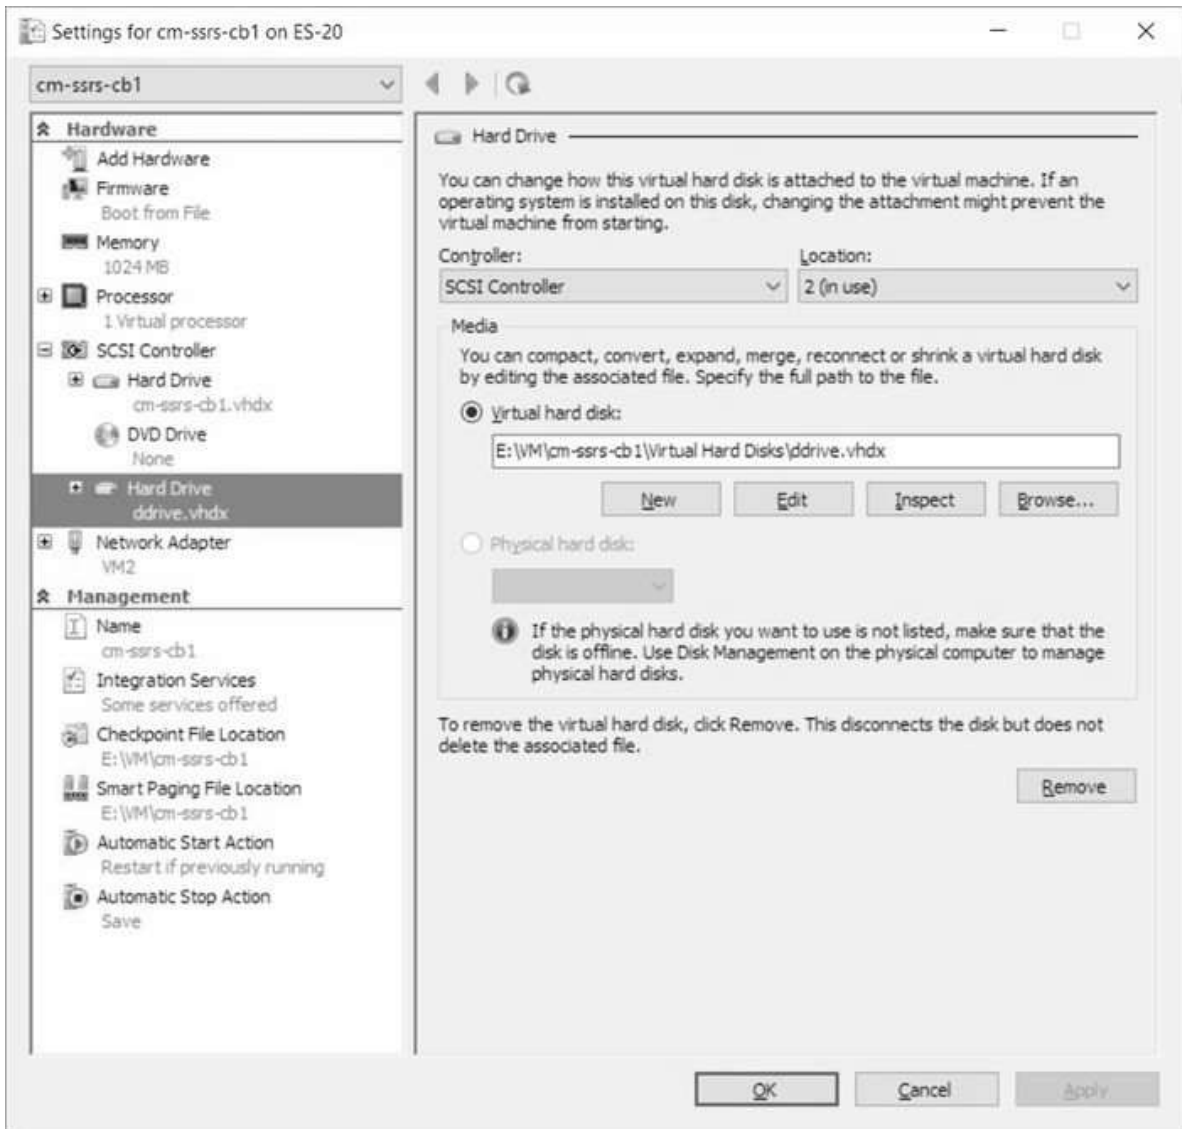 Settings for cm-ssrs-cb1 on ES-20
cm-ssrs-cb1
Hardware
Add Hardware
Firmware
Boot from File
Memory
1024 MB
Processor
1 Virtual processor
SCSI Controller
Hard Drive
cm-ssrs-cb1.vhdx
DVD Drive
None
Hard Drive
ddrive.vhdx
Network Adapter
VM2
Management
Name
cm-ssrs-cb1
Integration Services
Some services offered
Checkpoint File Location
E:\VM\cm-ssrs-cb1
Smart Paging File Location
E:\VM\cm-ssrs-cb1
Automatic Start Action
Restart if previously running
Automatic Stop Action
Save
Hard Drive
You can change how this virtual hard disk is attached to the virtual machine. If an
operating system is installed on this disk, changing the attachment might prevent the
virtual machine from starting.
Controller: Location:
SCSI Controller 2 (in use)
Media
You can compact, convert, expand, merge, reconnect or shrink a virtual hard disk
by editing the associated file. Specify the full path to the file.
Virtual hard disk:
E:\VM\cm-ssrs-cb1\Virtual Hard Disks\ddrive.vhdx
New Edit Inspect Browse...
Physical hard disk:
If the physical hard disk you want to use is not listed, make sure that the
disk is offline. Use Disk Management on the physical computer to manage
physical hard disks.
To remove the virtual hard disk, click Remove. This disconnects the disk but does not
delete the associated file.
Remove
OK Cancel Apply